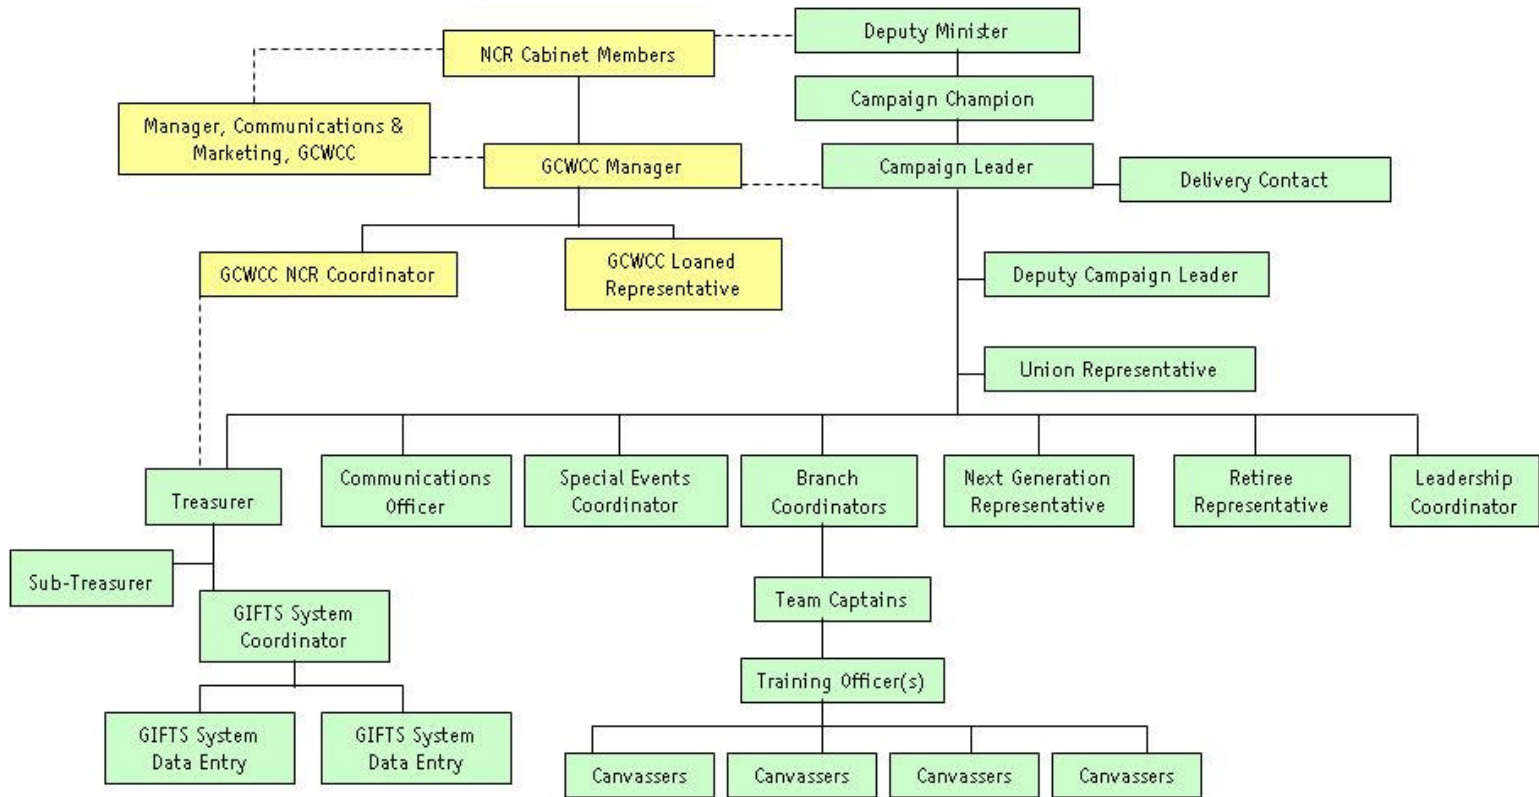 Deputy Minister
NCR Cabinet Members
Campaign Champion
Manager, Communications &
Marketing, GCWCC
GCWCC Manager
Campaign Leader
Delivery Contact
GCWCC NCR Coordinator
GCWCC Loaned
Representative
Deputy Campaign Leader
Union Representative
Treasurer
Communications
Officer
Special Events
Coordinator
Branch
Coordinators
Next Generation
Representative
Retiree
Representative
Leadership
Coordinator
Sub-Treasurer
GIFTS System
Coordinator
Team Captains
Training Officer(s)
GIFTS System
Data Entry
GIFTS System
Data Entry
Canvassers
Canvassers
Canvassers
Canvassers